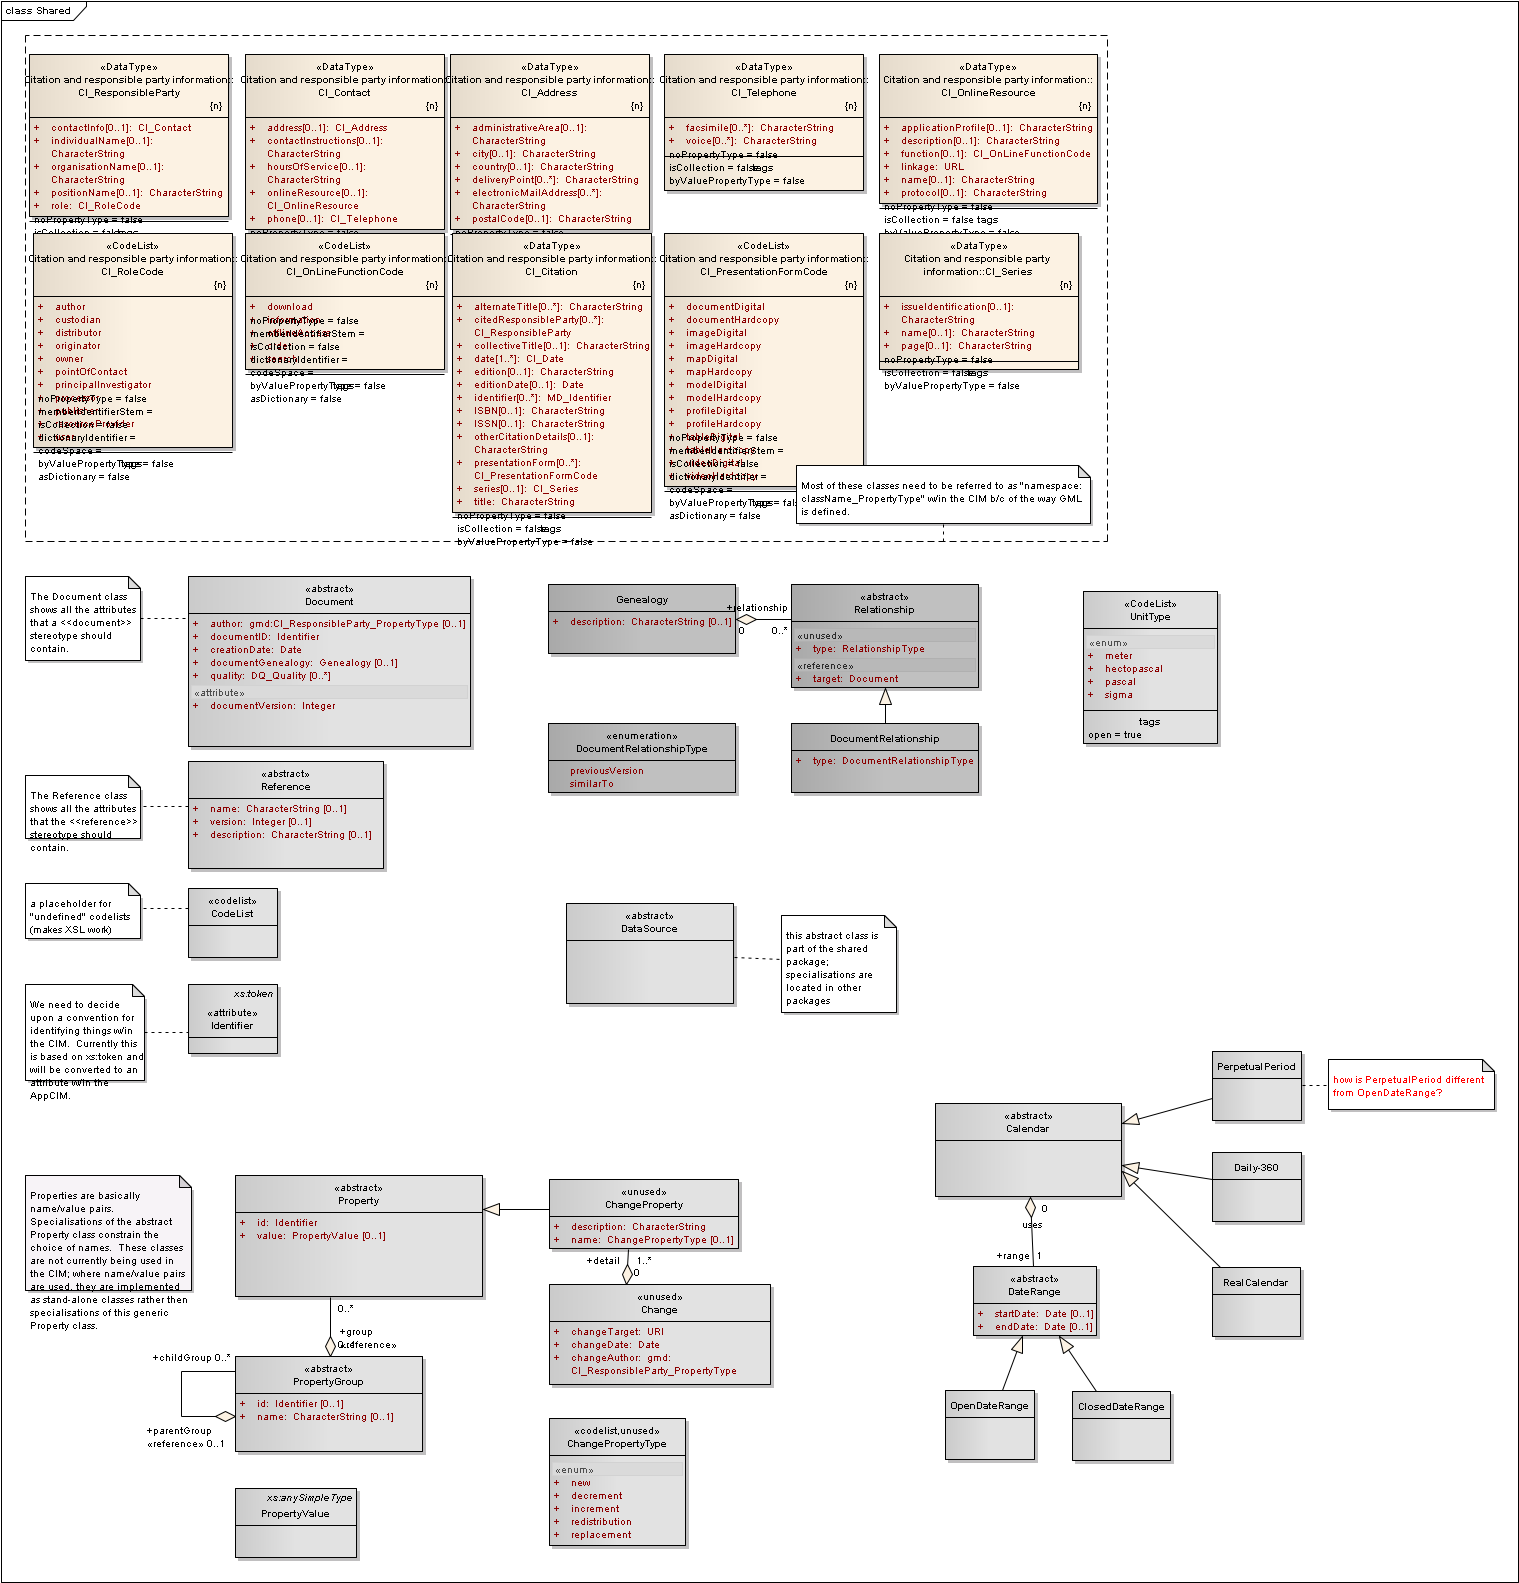 class Shared
«DataType»
Citation and responsible party information::
CI_ResponsibleParty
{n}
+ contactInfo[0..1]: CI_Contact
+ individualName[0..1]:
CharacterString
+ organisationName[0..1]:
CharacterString
+ positionName[0..1]: CharacterString
+ role: CI_RoleCode
noPropertyType = false
isCollection = false
tags
«DataType»
Citation and responsible party information::
CI_Contact
{n}
+ address[0..1]: CI_Address
+ contactInstructions[0..1]:
CharacterString
+ hoursOfService[0..1]:
CharacterString
+ onlineResource[0..1]:
CI_OnlineResource
+ phone[0..1]: CI_Telephone
noPropertyType = false
«DataType»
Citation and responsible party information::
CI_Address
{n}
+ administrativeArea[0..1]:
CharacterString
+ city[0..1]: CharacterString
+ country[0..1]: CharacterString
+ deliveryPoint[0..*]: CharacterString
+ electronicMailAddress[0..*]:
CharacterString
+ postalCode[0..1]: CharacterString
noPropertyType = false
«DataType»
Citation and responsible party information::
CI_Telephone
{n}
+ facsimile[0..*]: CharacterString
+ voice[0..*]: CharacterString
noPropertyType = false
isCollection = false
tags
byValuePropertyType = false
«DataType»
Citation and responsible party information::
CI_OnlineResource
{n}
+ applicationProfile[0..1]: CharacterString
+ description[0..1]: CharacterString
+ function[0..1]: CI_OnLineFunctionCode
+ linkage: URL
+ name[0..1]: CharacterString
+ protocol[0..1]: CharacterString
noPropertyType = false
isCollection = false tags
byValuePropertyType = false
«CodeList»
Citation and responsible party information::
CI_RoleCode
{n}
+ author
+ custodian
+ distributor
+ originator
+ owner
+ pointOfContact
+ principalInvestigator
+ processor
+ publisher
+ resourceProvider
+ user
noPropertyType = false
memberIdentifierStem =
isCollection = false
dictionaryIdentifier =
codeSpace =
byValuePropertyType = false
tags
asDictionary = false
«CodeList»
Citation and responsible party information::
CI_OnLineFunctionCode
{n}
+ download
+ information
+ offlineAccess
+ order
+ search
noPropertyType = false
memberIdentifierStem =
isCollection = false
dictionaryIdentifier =
codeSpace =
byValuePropertyType = false
tags
asDictionary = false
«DataType»
Citation and responsible party information::
CI_Citation
{n}
+ alternateTitle[0..*]: CharacterString
+ citedResponsibleParty[0..*]:
CI_ResponsibleParty
+ collectiveTitle[0..1]: CharacterString
+ date[1..*]: CI_Date
+ edition[0..1]: CharacterString
+ editionDate[0..1]: Date
+ identifier[0..*]: MD_Identifier
+ ISBN[0..1]: CharacterString
+ ISSN[0..1]: CharacterString
+ otherCitationDetails[0..1]:
CharacterString
+ presentationForm[0..*]:
CI_PresentationFormCode
+ series[0..1]: CI_Series
+ title: CharacterString
noPropertyType = false
isCollection = false
tags
byValuePropertyType = false
«CodeList»
Citation and responsible party information::
CI_PresentationFormCode
{n}
+ documentDigital
+ documentHardcopy
+ imageDigital
+ imageHardcopy
+ mapDigital
+ mapHardcopy
+ modelDigital
+ modelHardcopy
+ profileDigital
+ profileHardcopy
+ tableDigital
+ tableHardcopy
+ videoDigital
+ videoHardcopy
noPropertyType = false
memberIdentifierStem =
isCollection = false
dictionaryIdentifier =
codeSpace =
byValuePropertyType = false
tags
asDictionary = false
«DataType»
Citation and responsible party
information::CI_Series
{n}
+ issueIdentification[0..1]:
CharacterString
+ name[0..1]: CharacterString
+ page[0..1]: CharacterString
noPropertyType = false
isCollection = false
tags
byValuePropertyType = false
Most of these classes need to be referred to as "namespace:
className_PropertyType" w/in the CIM b/c of the way GML
is defined.
The Document class
shows all the attributes
that a <<document>>
stereotype should
contain.
«abstract»
Document
+ author: gmd:CI_ResponsibleParty_PropertyType [0..1]
+ documentID: Identifier
+ creationDate: Date
+ documentGenealogy: Genealogy [0..1]
+ quality: DQ_Quality [0..*]
«attribute»
+ documentVersion: Integer
Genealogy
+ description: CharacterString [0..1]
+relationship
0
0..*
«abstract»
Relationship
«unused»
+ type: RelationshipType
«reference»
+ target: Document
«CodeList»
UnitType
«enum»
+ meter
+ hectopascal
+ pascal
+ sigma
tags
open = true
«enumeration»
DocumentRelationshipType
previousVersion
similarTo
DocumentRelationship
+ type: DocumentRelationshipType
The Reference class
shows all the attributes
that the <<reference>>
stereotype should
contain.
«abstract»
Reference
+ name: CharacterString [0..1]
+ version: Integer [0..1]
+ description: CharacterString [0..1]
a placeholder for
"undefined" codelists
(makes XSL work)
«codelist»
CodeList
«abstract»
DataSource
this abstract class is
part of the shared
package;
specialisations are
located in other
packages
We need to decide
upon a convention for
identifying things w/in
the CIM. Currently this
is based on xs:token and
will be converted to an
attribute w/in the
AppCIM.
xs:token
«attribute»
Identifier
PerpetualPeriod
how is PerpetualPeriod different
from OpenDateRange?
«abstract»
Calendar
Daily-360
RealCalendar
0
uses
+range 1
«abstract»
DateRange
+ startDate: Date [0..1]
+ endDate: Date [0..1]
OpenDateRange
ClosedDateRange
Properties are basically
name/value pairs.
Specialisations of the abstract
Property class constrain the
choice of names. These classes
are not currently being used in
the CIM; where name/value pairs
are used, they are implemented
as stand-alone classes rather then
specialisations of this generic
Property class.
«abstract»
Property
+ id: Identifier
+ value: PropertyValue [0..1]
«unused»
ChangeProperty
+ description: CharacterString
+ name: ChangePropertyType [0..1]
+detail 1..*
0
«unused»
Change
+ changeTarget: URI
+ changeDate: Date
+ changeAuthor: gmd:
CI_ResponsibleParty_PropertyType
0..*
+group
0..1
«reference»
+childGroup 0..*
«abstract»
PropertyGroup
+ id: Identifier [0..1]
+ name: CharacterString [0..1]
+parentGroup
«reference» 0..1
«codelist,unused»
ChangePropertyType
«enum»
+ new
+ decrement
+ increment
+ redistribution
+ replacement
xs:anySimpleType
PropertyValue